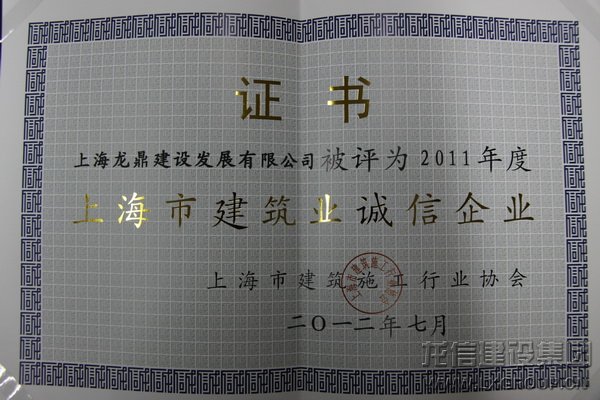 证书
上海龙鼎建设发展有限公司被评为2011年度
上海市建筑业诚信企业
上海市建筑施工行业协会
二〇一二年七月
龙信建设集团
WWW.LXGROUP.CN